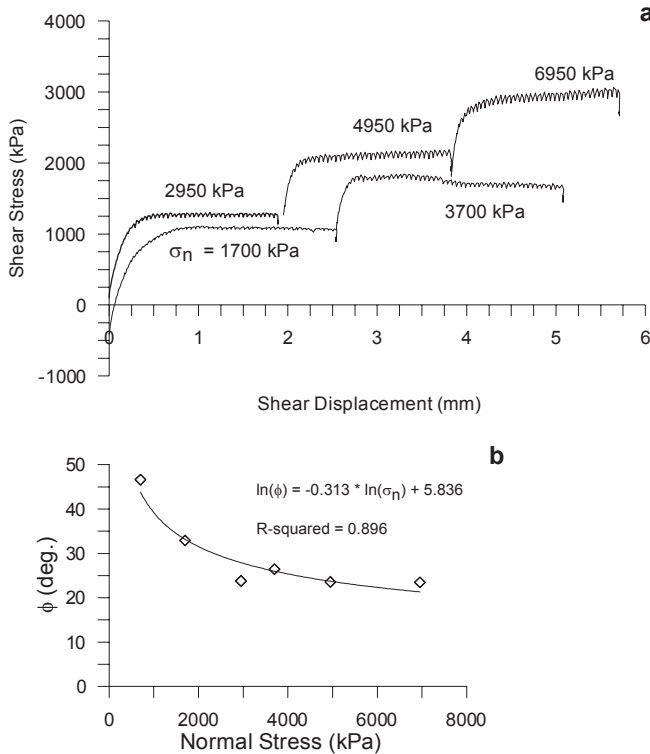 a
4000
3000
2000
1000
0
-1000
Shear Stress (kPa)
2950 kPa
4950 kPa
6950 kPa
σn = 1700 kPa
3700 kPa
0 1 2 3 4 5 6
Shear Displacement (mm)
b
50
40
30
20
10
0
ϕ (deg.)
ln(ϕ) = -0.313 * ln(σn) + 5.836
R-squared = 0.896
0 2000 4000 6000 8000
Normal Stress (kPa)